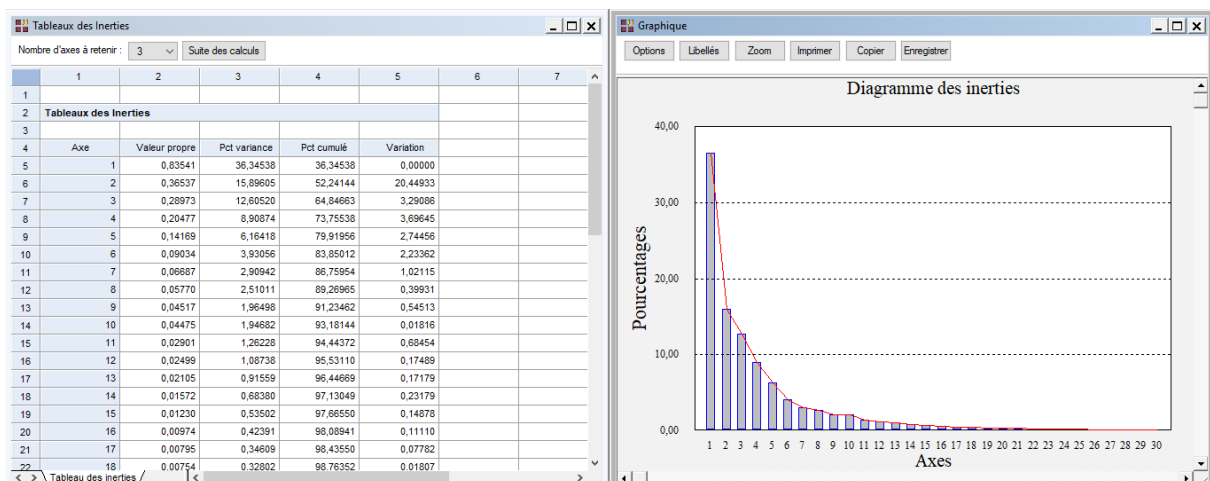 Tableaux des Inerties
Nombre d'axes à retenir : 3 Suite des calculs
1 2 3 4 5 6 7
1
2 Tableaux des Inerties
3
4 Axe Valeur propre Pct variance Pct cumulé Variation
5 1 0,83541 36,34538 36,34538 0,00000
6 2 0,36537 15,89605 52,24144 20,44933
7 3 0,28973 12,60520 64,84663 3,29086
8 4 0,20477 8,90874 73,75538 3,69645
9 5 0,14169 6,16418 79,91956 2,74456
10 6 0,09034 3,93056 83,85012 2,23362
11 7 0,06687 2,90942 86,75954 1,02115
12 8 0,05770 2,51011 89,26965 0,39931
13 9 0,04517 1,96498 91,23462 0,54513
14 10 0,04475 1,94682 93,18144 0,01816
15 11 0,02901 1,26228 94,44372 0,68454
16 12 0,02499 1,08738 95,53110 0,17489
17 13 0,02105 0,91559 96,44669 0,17179
18 14 0,01572 0,68380 97,13049 0,23179
19 15 0,01230 0,53502 97,66550 0,14878
20 16 0,00974 0,42391 98,08941 0,11110
21 17 0,00795 0,34609 98,43550 0,07782
22 18 0,00754 0,32802 98,76352 0,01807
Tableau des inerties
Graphique
Options Libellés Zoom Imprimer Copier Enregistrer
Diagramme des inerties
40,00
30,00
20,00
10,00
0,00
Pourcentages
1 2 3 4 5 6 7 8 9 10 11 12 13 14 15 16 17 18 19 20 21 22 23 24 25 26 27 28 29 30
Axes